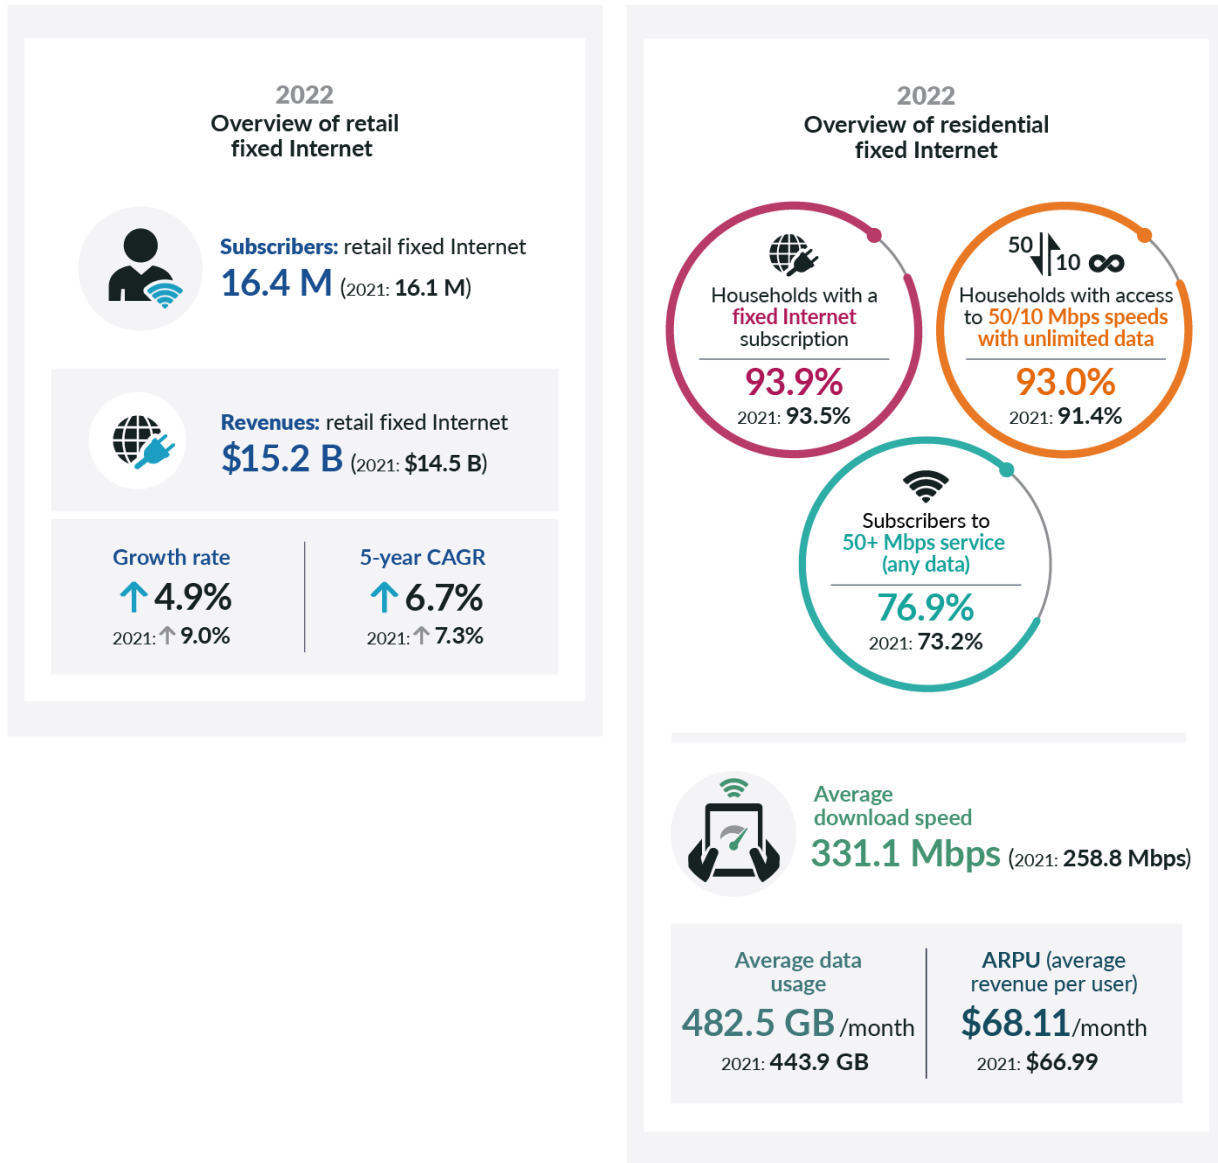 2022
Overview of retail
fixed Internet
Subscribers: retail fixed Internet
16.4 M (2021: 16.1 M)
Revenues: retail fixed Internet
$15.2 B (2021: $14.5 B)
Growth rate
↑ 4.9%
2021: ↑ 9.0%
5-year CAGR
↑ 6.7%
2021: ↑ 7.3%
2022
Overview of residential
fixed Internet
Households with a
fixed Internet
subscription
93.9%
2021: 93.5%
50
10 ∞
Households with access
to 50/10 Mbps speeds
with unlimited data
93.0%
2021: 91.4%
Subscribers to
50+ Mbps service
(any data)
76.9%
2021: 73.2%
Average
download speed
331.1 Mbps (2021: 258.8 Mbps)
Average data
usage
482.5 GB /month
2021: 443.9 GB
ARPU (average
revenue per user)
$68.11/month
2021: $66.99